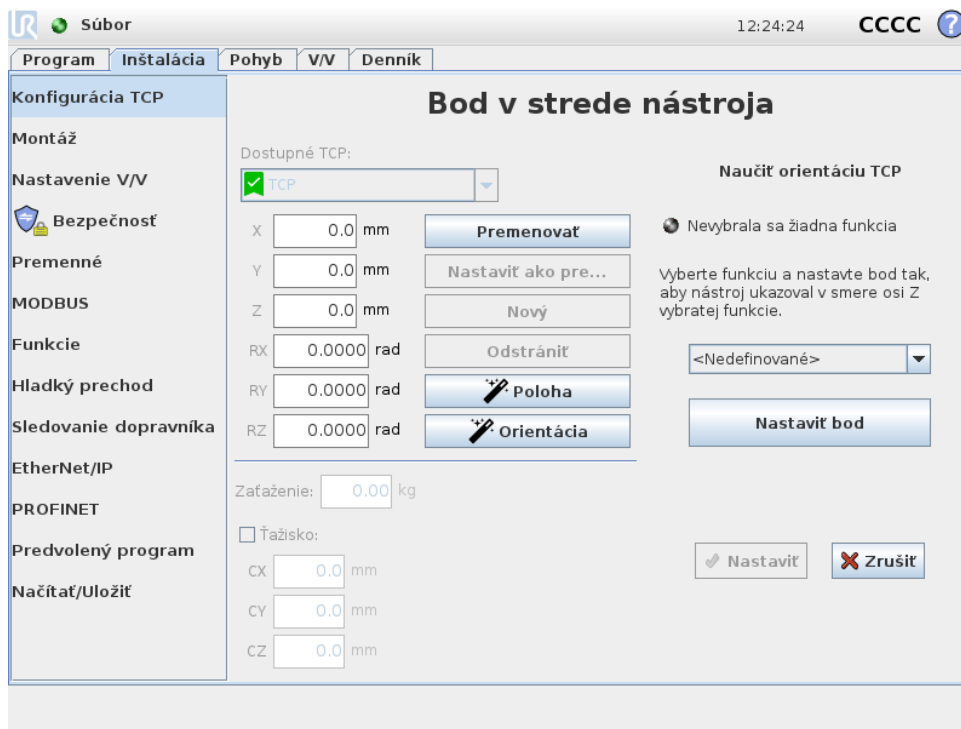 UR Súbor 12:24:24 CCCC ?
Program Inštalácia Pohyb V/V Denník
Konfigurácia TCP
Montáž
Nastavenie V/V
Bezpečnosť
Premenné
MODBUS
Funkcie
Hladký prechod
Sledovanie dopravníka
EtherNet/IP
PROFINET
Predvolený program
Načítať/Uložiť
Bod v strede nástroja
Dostupné TCP:
TCP
X 0.0 mm Premenovať
Y 0.0 mm Nastaviť ako pre...
Z 0.0 mm Nový
RX 0.0000 rad Odstrániť
RY 0.0000 rad Poloha
RZ 0.0000 rad Orientácia
Zaťaženie: 0.00 kg
Ťažisko:
CX 0.0 mm
CY 0.0 mm
CZ 0.0 mm
Naučiť orientáciu TCP
Nevybrala sa žiadna funkcia
Vyberte funkciu a nastavte bod tak,
aby nástroj ukazoval v smere osi Z
vybratej funkcie.
<Nedefinované>
Nastaviť bod
Nastaviť Zrušiť